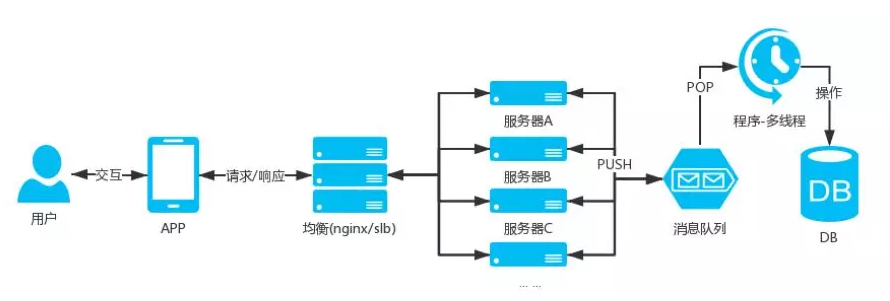 用户
交互
APP
请求/响应
均衡(nginx/slb)
服务器A
服务器B
服务器C
PUSH
消息队列
POP
程序-多线程
操作
DB
DB